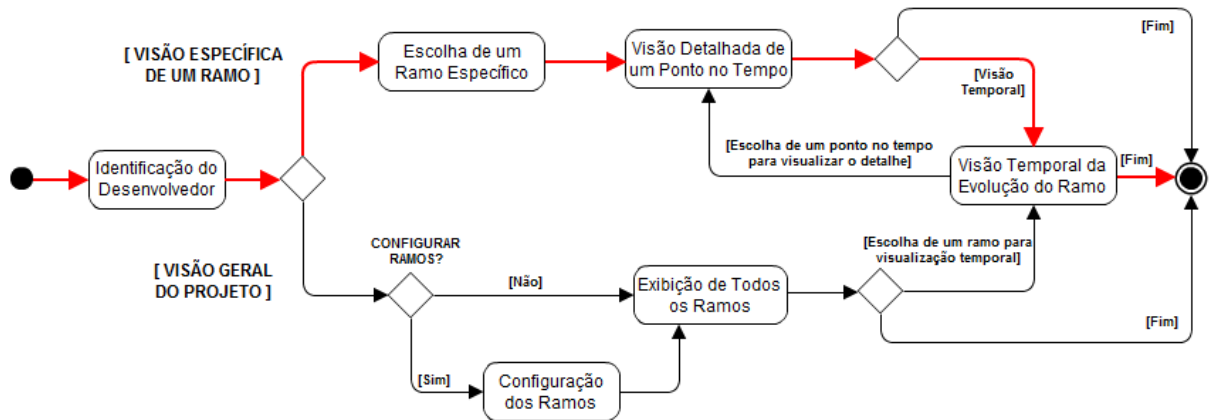 [ VISÃO ESPECÍFICA
DE UM RAMO ]
Escolha de um
Ramo Específico
Visão Detalhada de
um Ponto no Tempo
[Fim]
[Visão
Temporal]
Identificação do
Desenvolvedor
[Escolha de um ponto no tempo
para visualizar o detalhe]
Visão Temporal da
Evolução do Ramo
[Fim]
[ VISÃO GERAL
DO PROJETO ]
CONFIGURAR
RAMOS?
[Não]
Exibição de Todos
os Ramos
[Escolha de um ramo para
visualização temporal]
[Fim]
[Sim]
Configuração
dos Ramos